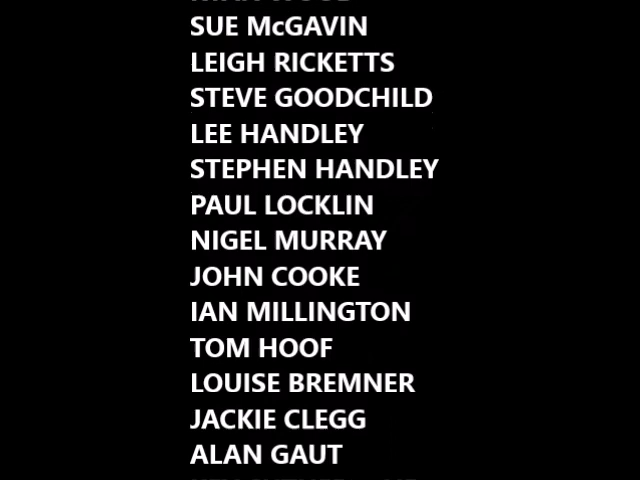 SUE McGAVIN
LEIGH RICKETTS
STEVE GOODCHILD
LEE HANDLEY
STEPHEN HANDLEY
PAUL LOCKLIN
NIGEL MURRAY
JOHN COOKE
IAN MILLINGTON
TOM HOOF
LOUISE BREMNER
JACKIE CLEGG
ALAN GAUT